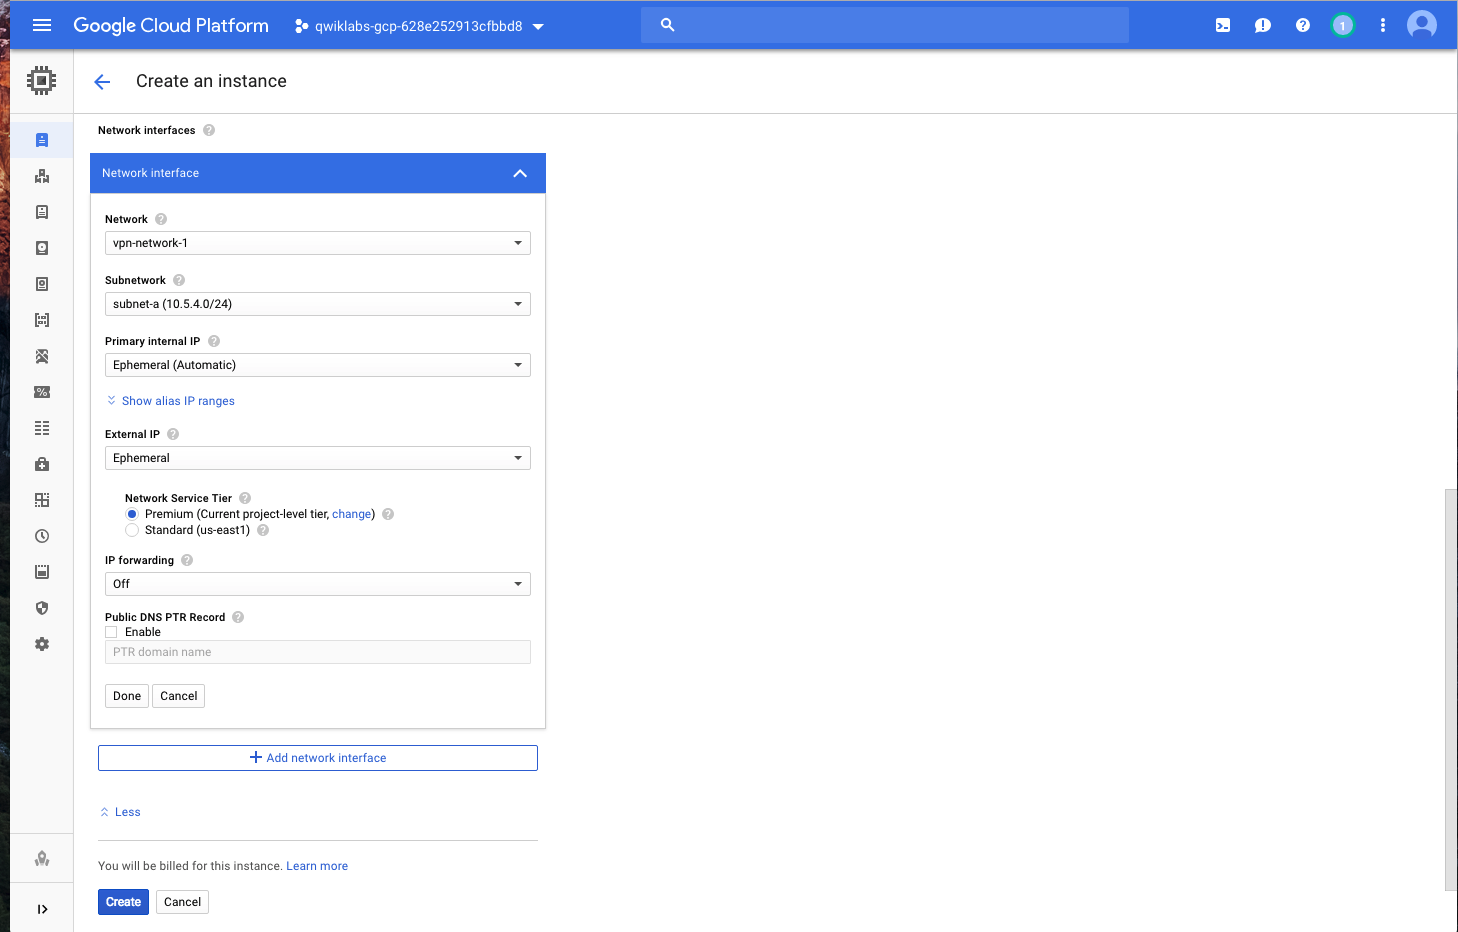 Google Cloud Platform
qwiklabs-gcp-628e252913cfbbd8
1
Create an instance
Network interfaces
Network interface
Network
vpn-network-1
Subnetwork
subnet-a (10.5.4.0/24)
Primary internal IP
Ephemeral (Automatic)
Show alias IP ranges
External IP
Ephemeral
Network Service Tier
Premium (Current project-level tier, change)
Standard (us-east1)
IP forwarding
Off
Public DNS PTR Record
Enable
PTR domain name
Done Cancel
Add network interface
Less
You will be billed for this instance. Learn more
Create Cancel